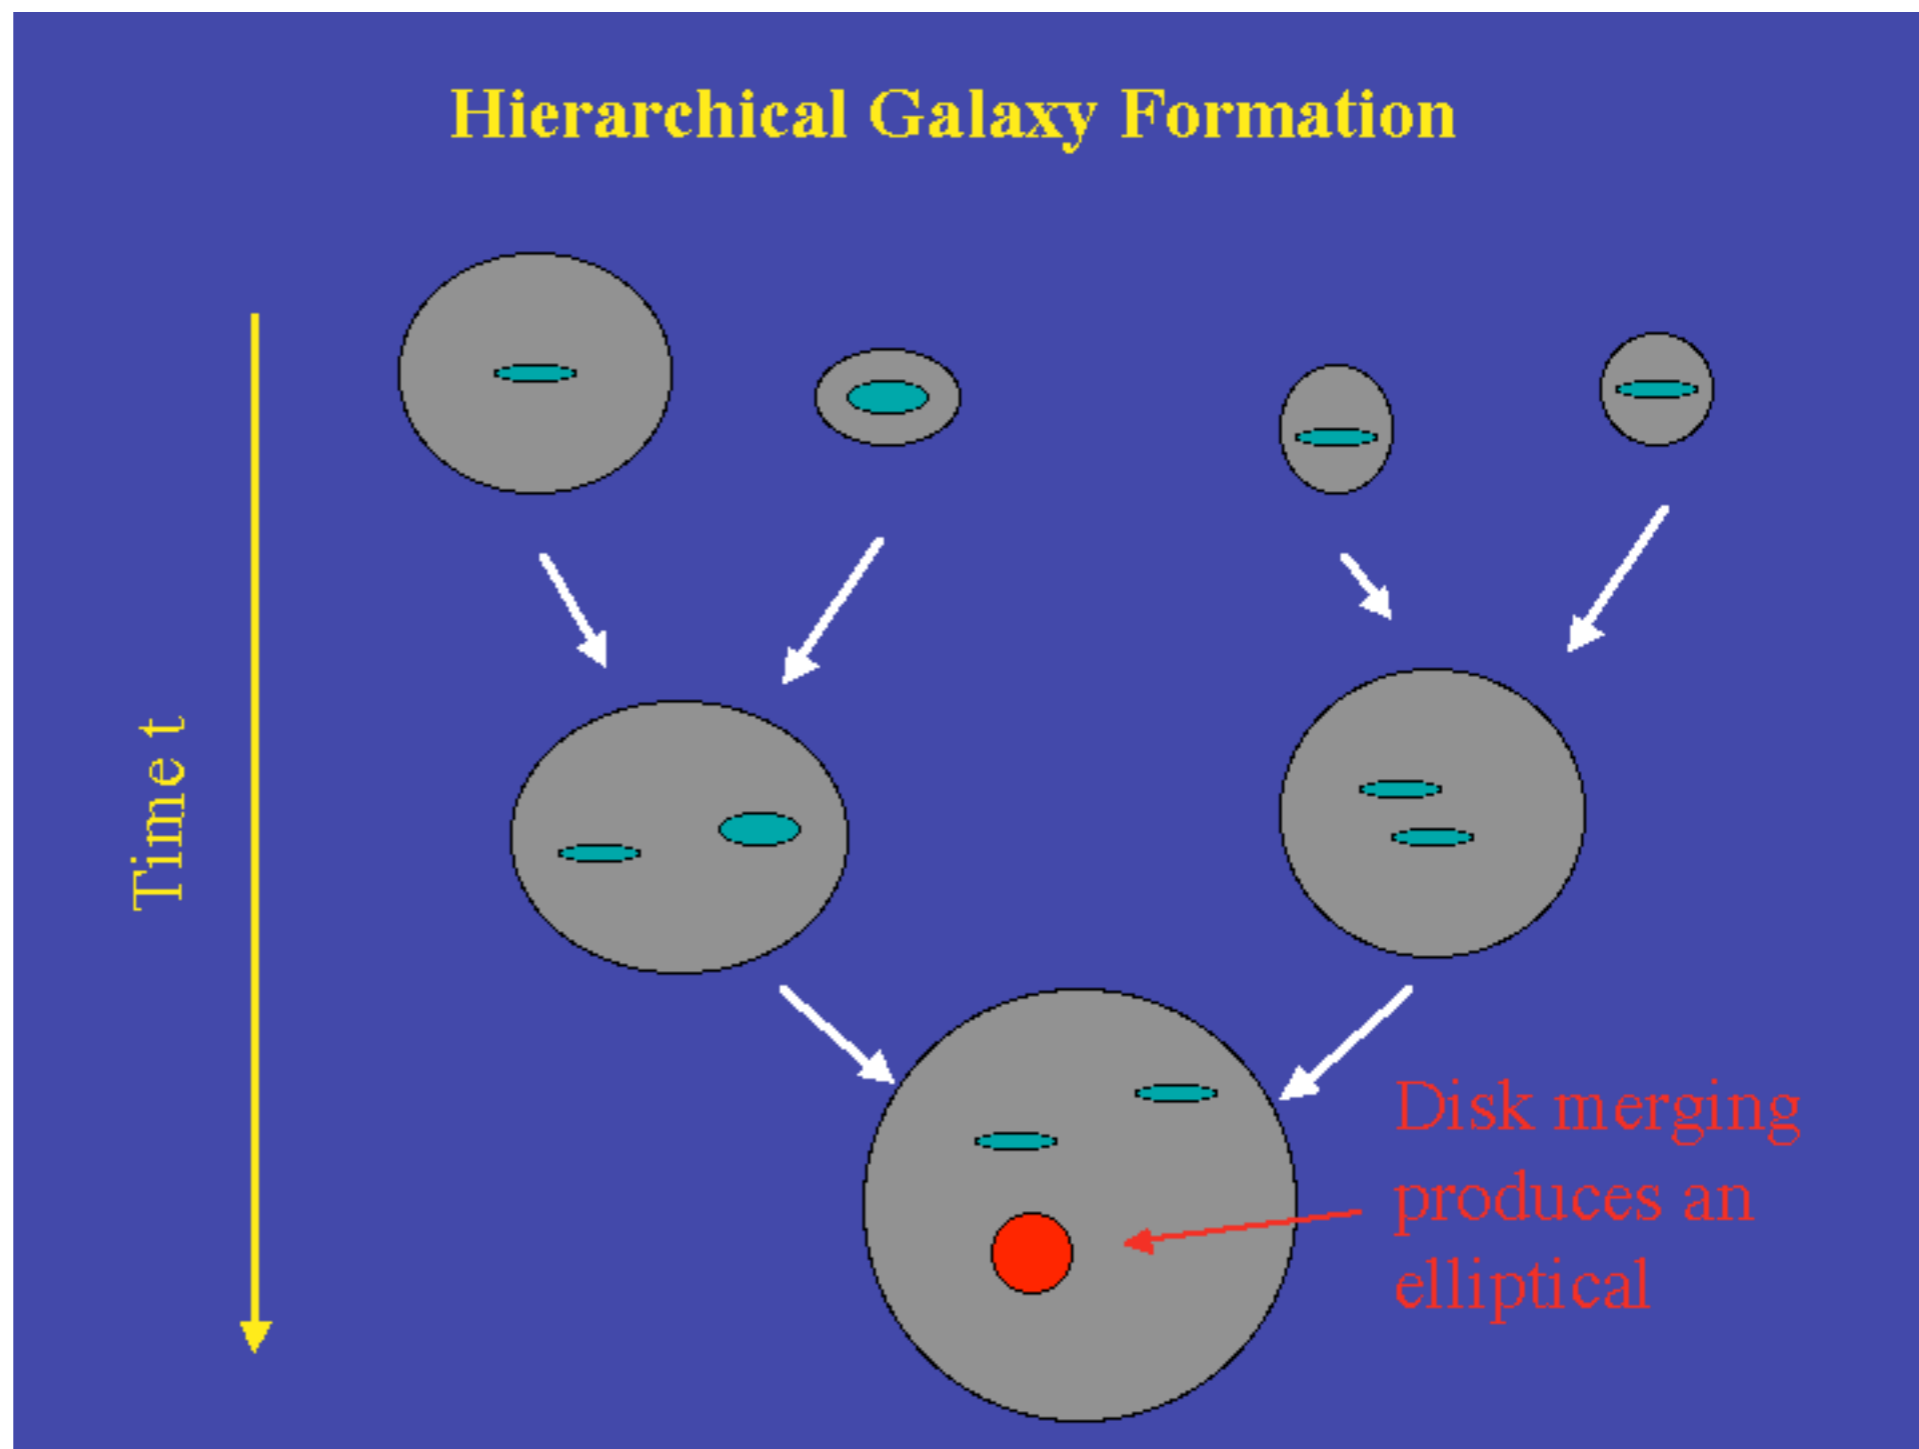 Hierarchical Galaxy Formation
Time t
Disk merging
produces an
elliptical